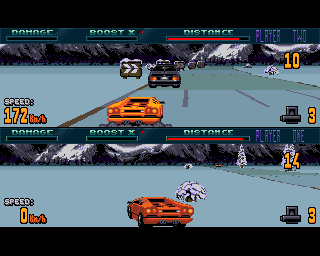 DAMAGE BOOST X DISTANCE PLAYER TWO
10
SPEED:
172 Km/h 3
DAMAGE BOOST X DISTANCE PLAYER ONE
14
SPEED:
0 Km/h 3